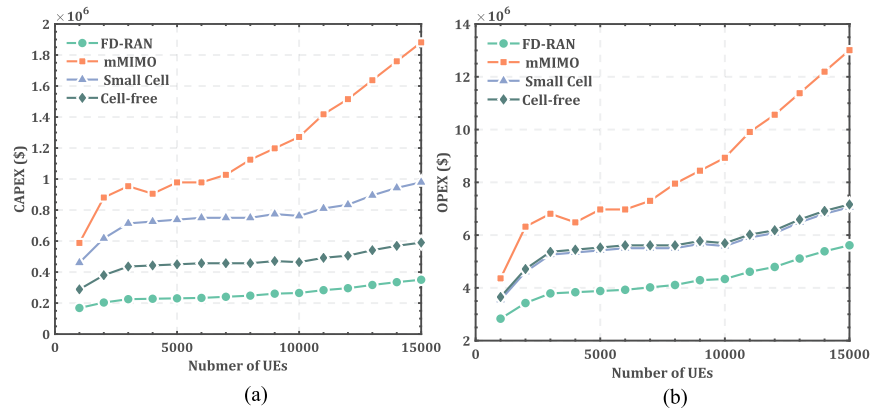 ×10⁶
2
1.8
1.6
1.4
1.2
1
0.8
0.6
0.4
0.2
0
CAPEX ($)
FD-RAN
mMIMO
Small Cell
Cell-free
0 5000 10000 15000
Nubmer of UEs
(a)
×10⁶
14
12
10
8
6
4
2
OPEX ($)
FD-RAN
mMIMO
Small Cell
Cell-free
0 5000 10000 15000
Number of UEs
(b)